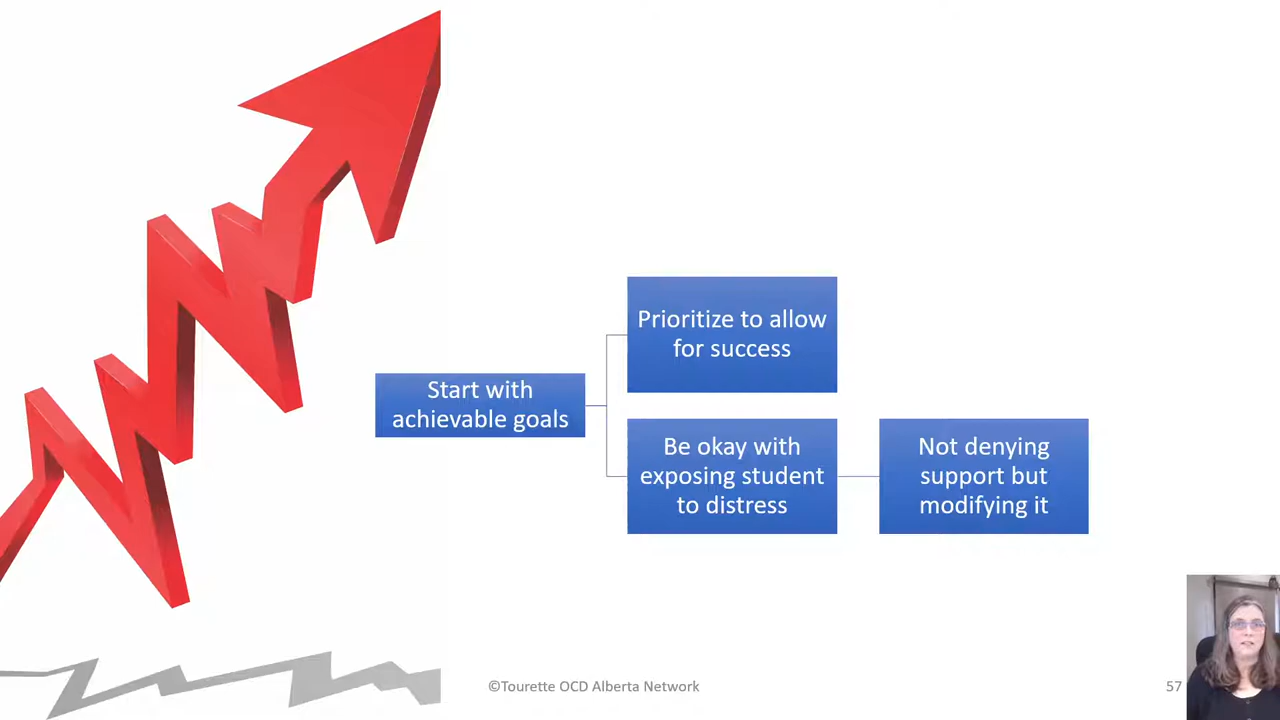 Prioritize to allow
for success
Start with
achievable goals
Be okay with
exposing student
to distress
Not denying
support but
modifying it
©Tourette OCD Alberta Network
57